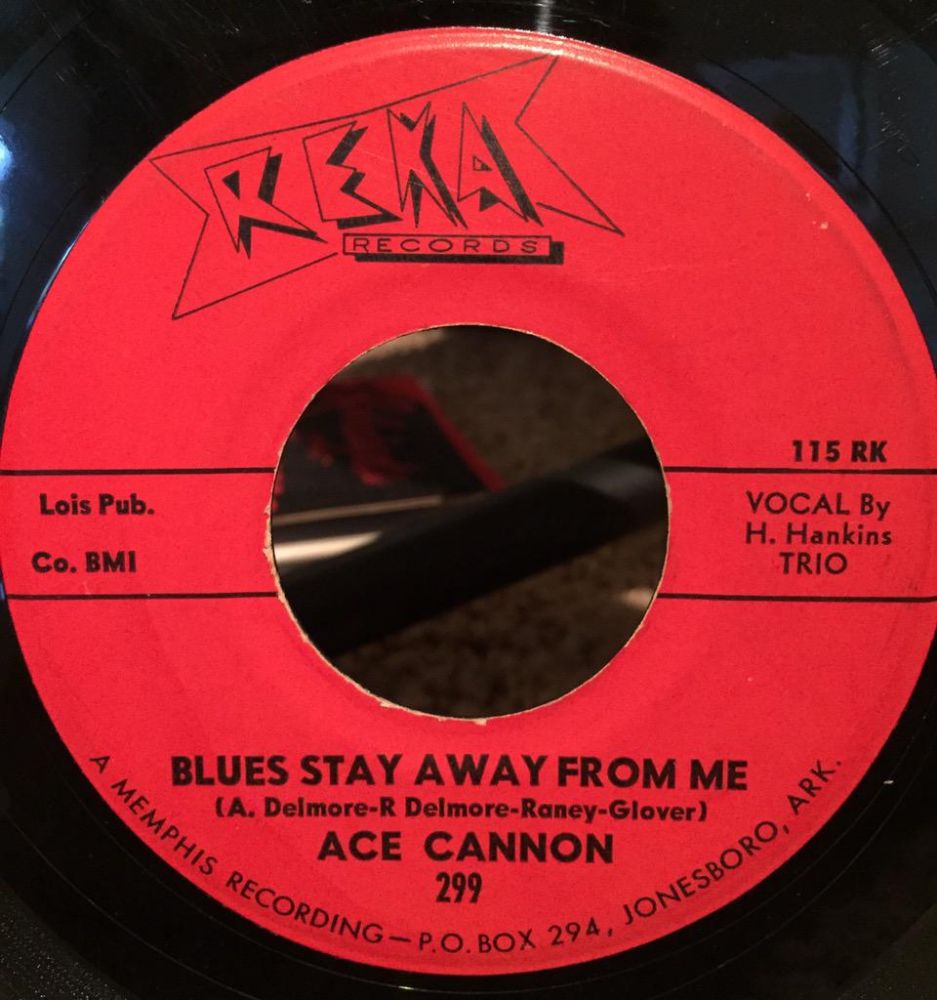 REKA
RECORDS
115 RK
Lois Pub.
Co. BMI
VOCAL By
H. Hankins
TRIO
BLUES STAY AWAY FROM ME
(A. Delmore-R Delmore-Raney-Glover)
ACE CANNON
299
A MEMPHIS RECORDING—P.O. BOX 294, JONESBORO, ARK.